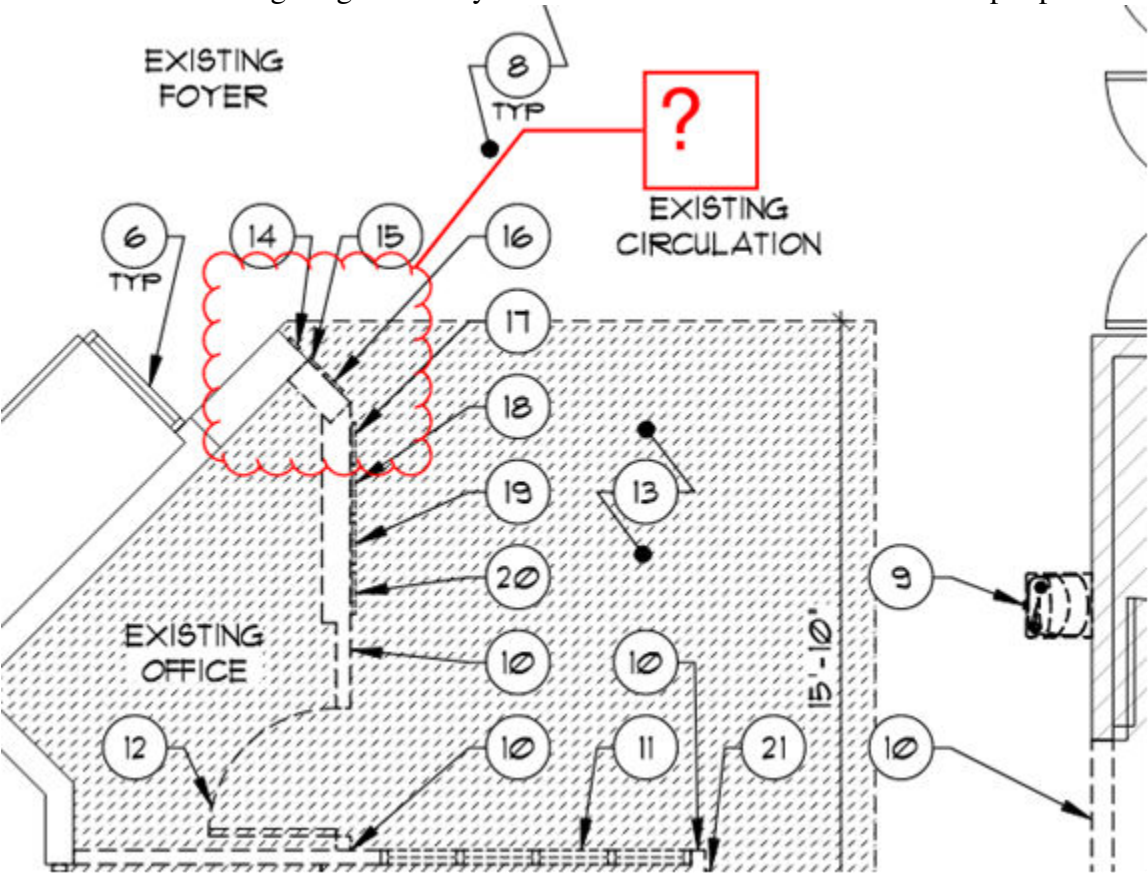 EXISTING
FOYER
8
TYP
?
EXISTING
CIRCULATION
6
TYP
14
15
16
17
18
13
19
20
9
EXISTING
OFFICE
10
10
15'-10"
12
10
11
21
10